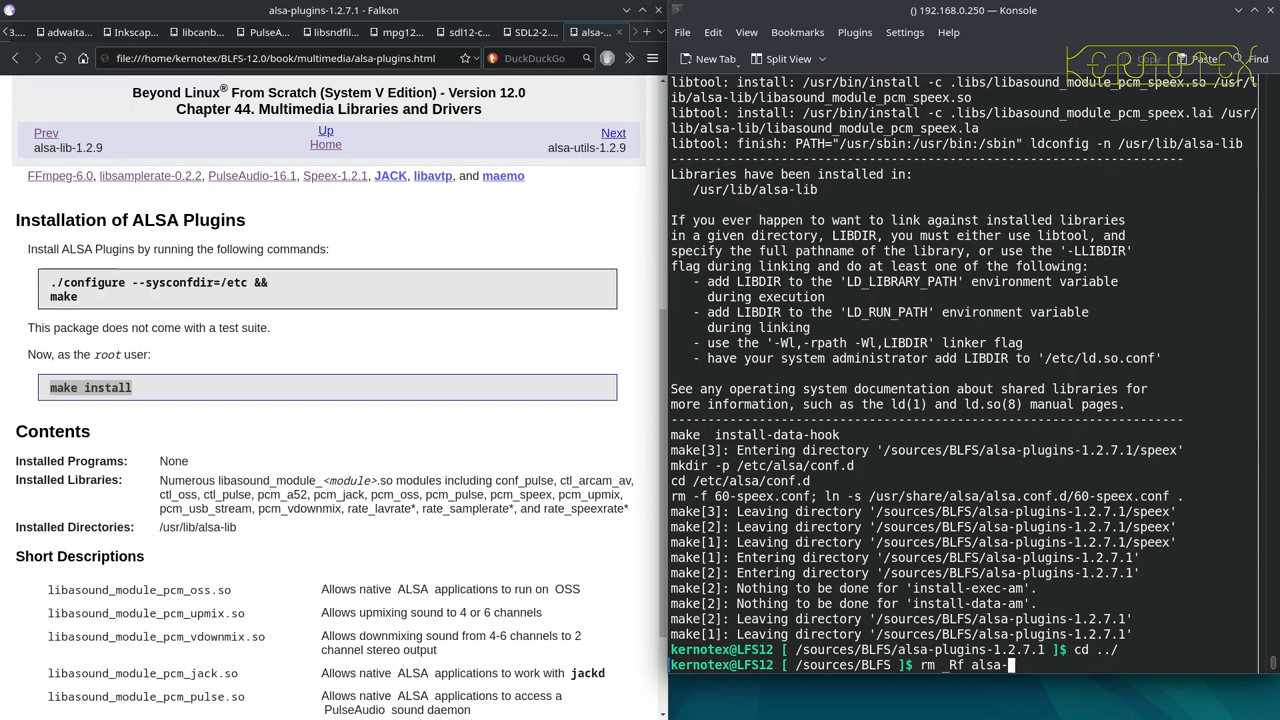 alsa-plugins-1.2.7.1 - Falkon
3....
adwaita...
Inkscap...
libcanb...
PulseA...
libsndfil...
mpg12...
sdl12-c...
SDL2-2....
alsa-...
file:///home/kernotex/BLFS-12.0/book/multimedia/alsa-plugins.html
DuckDuckGo
Beyond Linux® From Scratch (System V Edition) - Version 12.0
Chapter 44. Multimedia Libraries and Drivers
Prev
Up
Next
alsa-lib-1.2.9
Home
alsa-utils-1.2.9
FFmpeg-6.0, libsamplerate-0.2.2, PulseAudio-16.1, Speex-1.2.1, JACK, libavtp, and maemo
Installation of ALSA Plugins
Install ALSA Plugins by running the following commands:
./configure --sysconfdir=/etc &&
make
This package does not come with a test suite.
Now, as the root user:
make install
Contents
Installed Programs: None
Installed Libraries: Numerous libasound_module_<module>.so modules including conf_pulse, ctl_arcam_av,
ctl_oss, ctl_pulse, pcm_a52, pcm_jack, pcm_oss, pcm_pulse, pcm_speex, pcm_upmix,
pcm_usb_stream, pcm_vdownmix, rate_lavrate*, rate_samplerate*, and rate_speexrate*
Installed Directories: /usr/lib/alsa-lib
Short Descriptions
libasound_module_pcm_oss.so Allows native ALSA applications to run on OSS
libasound_module_pcm_upmix.so Allows upmixing sound to 4 or 6 channels
libasound_module_pcm_vdownmix.so Allows downmixing sound from 4-6 channels to 2
channel stereo output
libasound_module_pcm_jack.so Allows native ALSA applications to work with jackd
libasound_module_pcm_pulse.so Allows native ALSA applications to access a
PulseAudio sound daemon
() 192.168.0.250 — Konsole
File Edit View Bookmarks Plugins Settings Help
New Tab Split View Copy Paste Find
KERNOTEX
libtool: install: /usr/bin/install -c .libs/libasound_module_pcm_speex.so /usr/l
ib/alsa-lib/libasound_module_pcm_speex.so
libtool: install: /usr/bin/install -c .libs/libasound_module_pcm_speex.lai /usr/
lib/alsa-lib/libasound_module_pcm_speex.la
libtool: finish: PATH="/usr/sbin:/usr/bin:/sbin" ldconfig -n /usr/lib/alsa-lib
----------------------------------------------------------------------
Libraries have been installed in:
/usr/lib/alsa-lib
If you ever happen to want to link against installed libraries
in a given directory, LIBDIR, you must either use libtool, and
specify the full pathname of the library, or use the '-LLIBDIR'
flag during linking and do at least one of the following:
- add LIBDIR to the 'LD_LIBRARY_PATH' environment variable
during execution
- add LIBDIR to the 'LD_RUN_PATH' environment variable
during linking
- use the '-Wl,-rpath -Wl,LIBDIR' linker flag
- have your system administrator add LIBDIR to '/etc/ld.so.conf'
See any operating system documentation about shared libraries for
more information, such as the ld(1) and ld.so(8) manual pages.
----------------------------------------------------------------------
make  install-data-hook
make[3]: Entering directory '/sources/BLFS/alsa-plugins-1.2.7.1/speex'
mkdir -p /etc/alsa/conf.d
cd /etc/alsa/conf.d
rm -f 60-speex.conf; ln -s /usr/share/alsa/alsa.conf.d/60-speex.conf .
make[3]: Leaving directory '/sources/BLFS/alsa-plugins-1.2.7.1/speex'
make[2]: Leaving directory '/sources/BLFS/alsa-plugins-1.2.7.1/speex'
make[1]: Leaving directory '/sources/BLFS/alsa-plugins-1.2.7.1/speex'
make[1]: Entering directory '/sources/BLFS/alsa-plugins-1.2.7.1'
make[2]: Entering directory '/sources/BLFS/alsa-plugins-1.2.7.1'
make[2]: Nothing to be done for 'install-exec-am'.
make[2]: Nothing to be done for 'install-data-am'.
make[2]: Leaving directory '/sources/BLFS/alsa-plugins-1.2.7.1'
make[1]: Leaving directory '/sources/BLFS/alsa-plugins-1.2.7.1'
kernotex@LFS12 [ /sources/BLFS/alsa-plugins-1.2.7.1 ]$ cd ../
kernotex@LFS12 [ /sources/BLFS ]$ rm _Rf alsa-